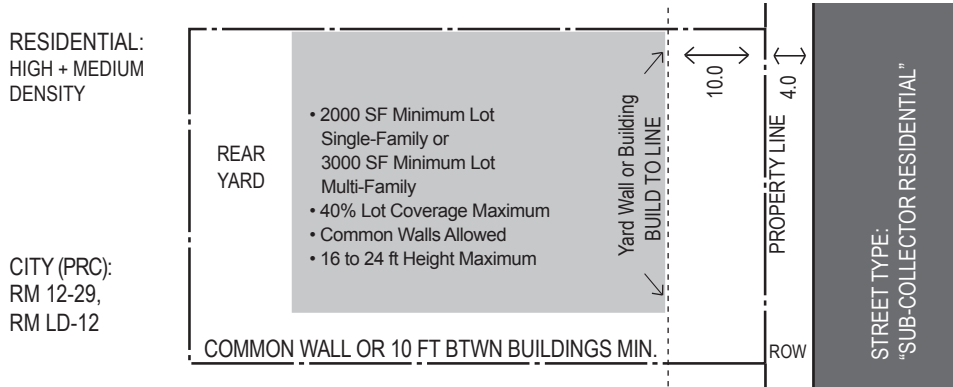 RESIDENTIAL:
HIGH + MEDIUM
DENSITY
CITY (PRC):
RM 12-29,
RM LD-12
REAR
YARD
• 2000 SF Minimum Lot
Single-Family or
3000 SF Minimum Lot
Multi-Family
• 40% Lot Coverage Maximum
• Common Walls Allowed
• 16 to 24 ft Height Maximum
Yard Wall or Building
BUILD TO LINE
10.0
PROPERTY LINE
4.0
COMMON WALL OR 10 FT BTWN BUILDINGS MIN.
ROW
STREET TYPE:
“SUB-COLLECTOR RESIDENTIAL”